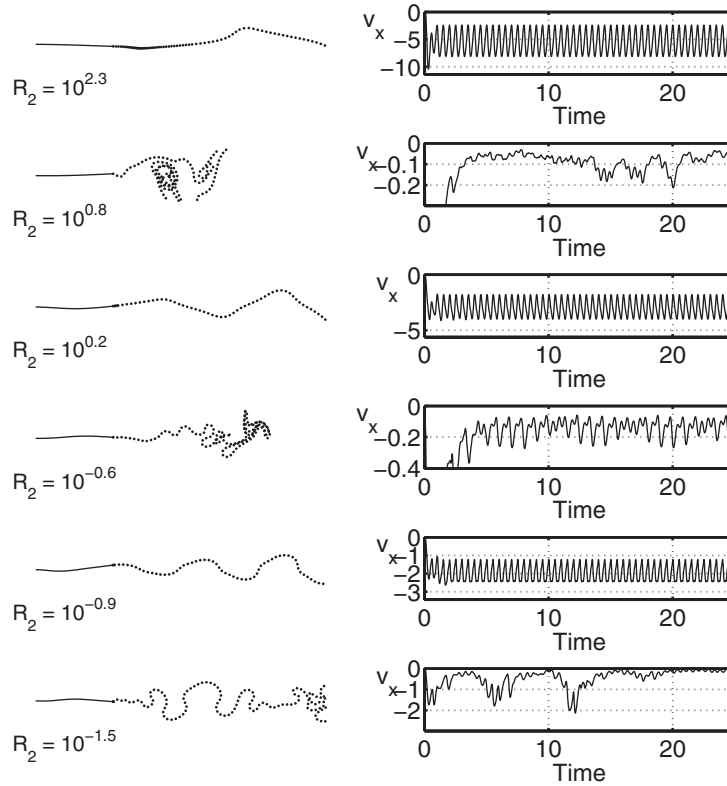 R_2 = 10^{2.3}
v_x
0
−5
−10
0 10 20
Time
R_2 = 10^{0.8}
v_x
0
−0.1
−0.2
0 10 20
Time
R_2 = 10^{0.2}
v_x
0
−5
0 10 20
Time
R_2 = 10^{−0.6}
v_x
0
−0.2
−0.4
0 10 20
Time
R_2 = 10^{−0.9}
v_x
0
−1
−2
−3
0 10 20
Time
R_2 = 10^{−1.5}
v_x
0
−1
−2
0 10 20
Time